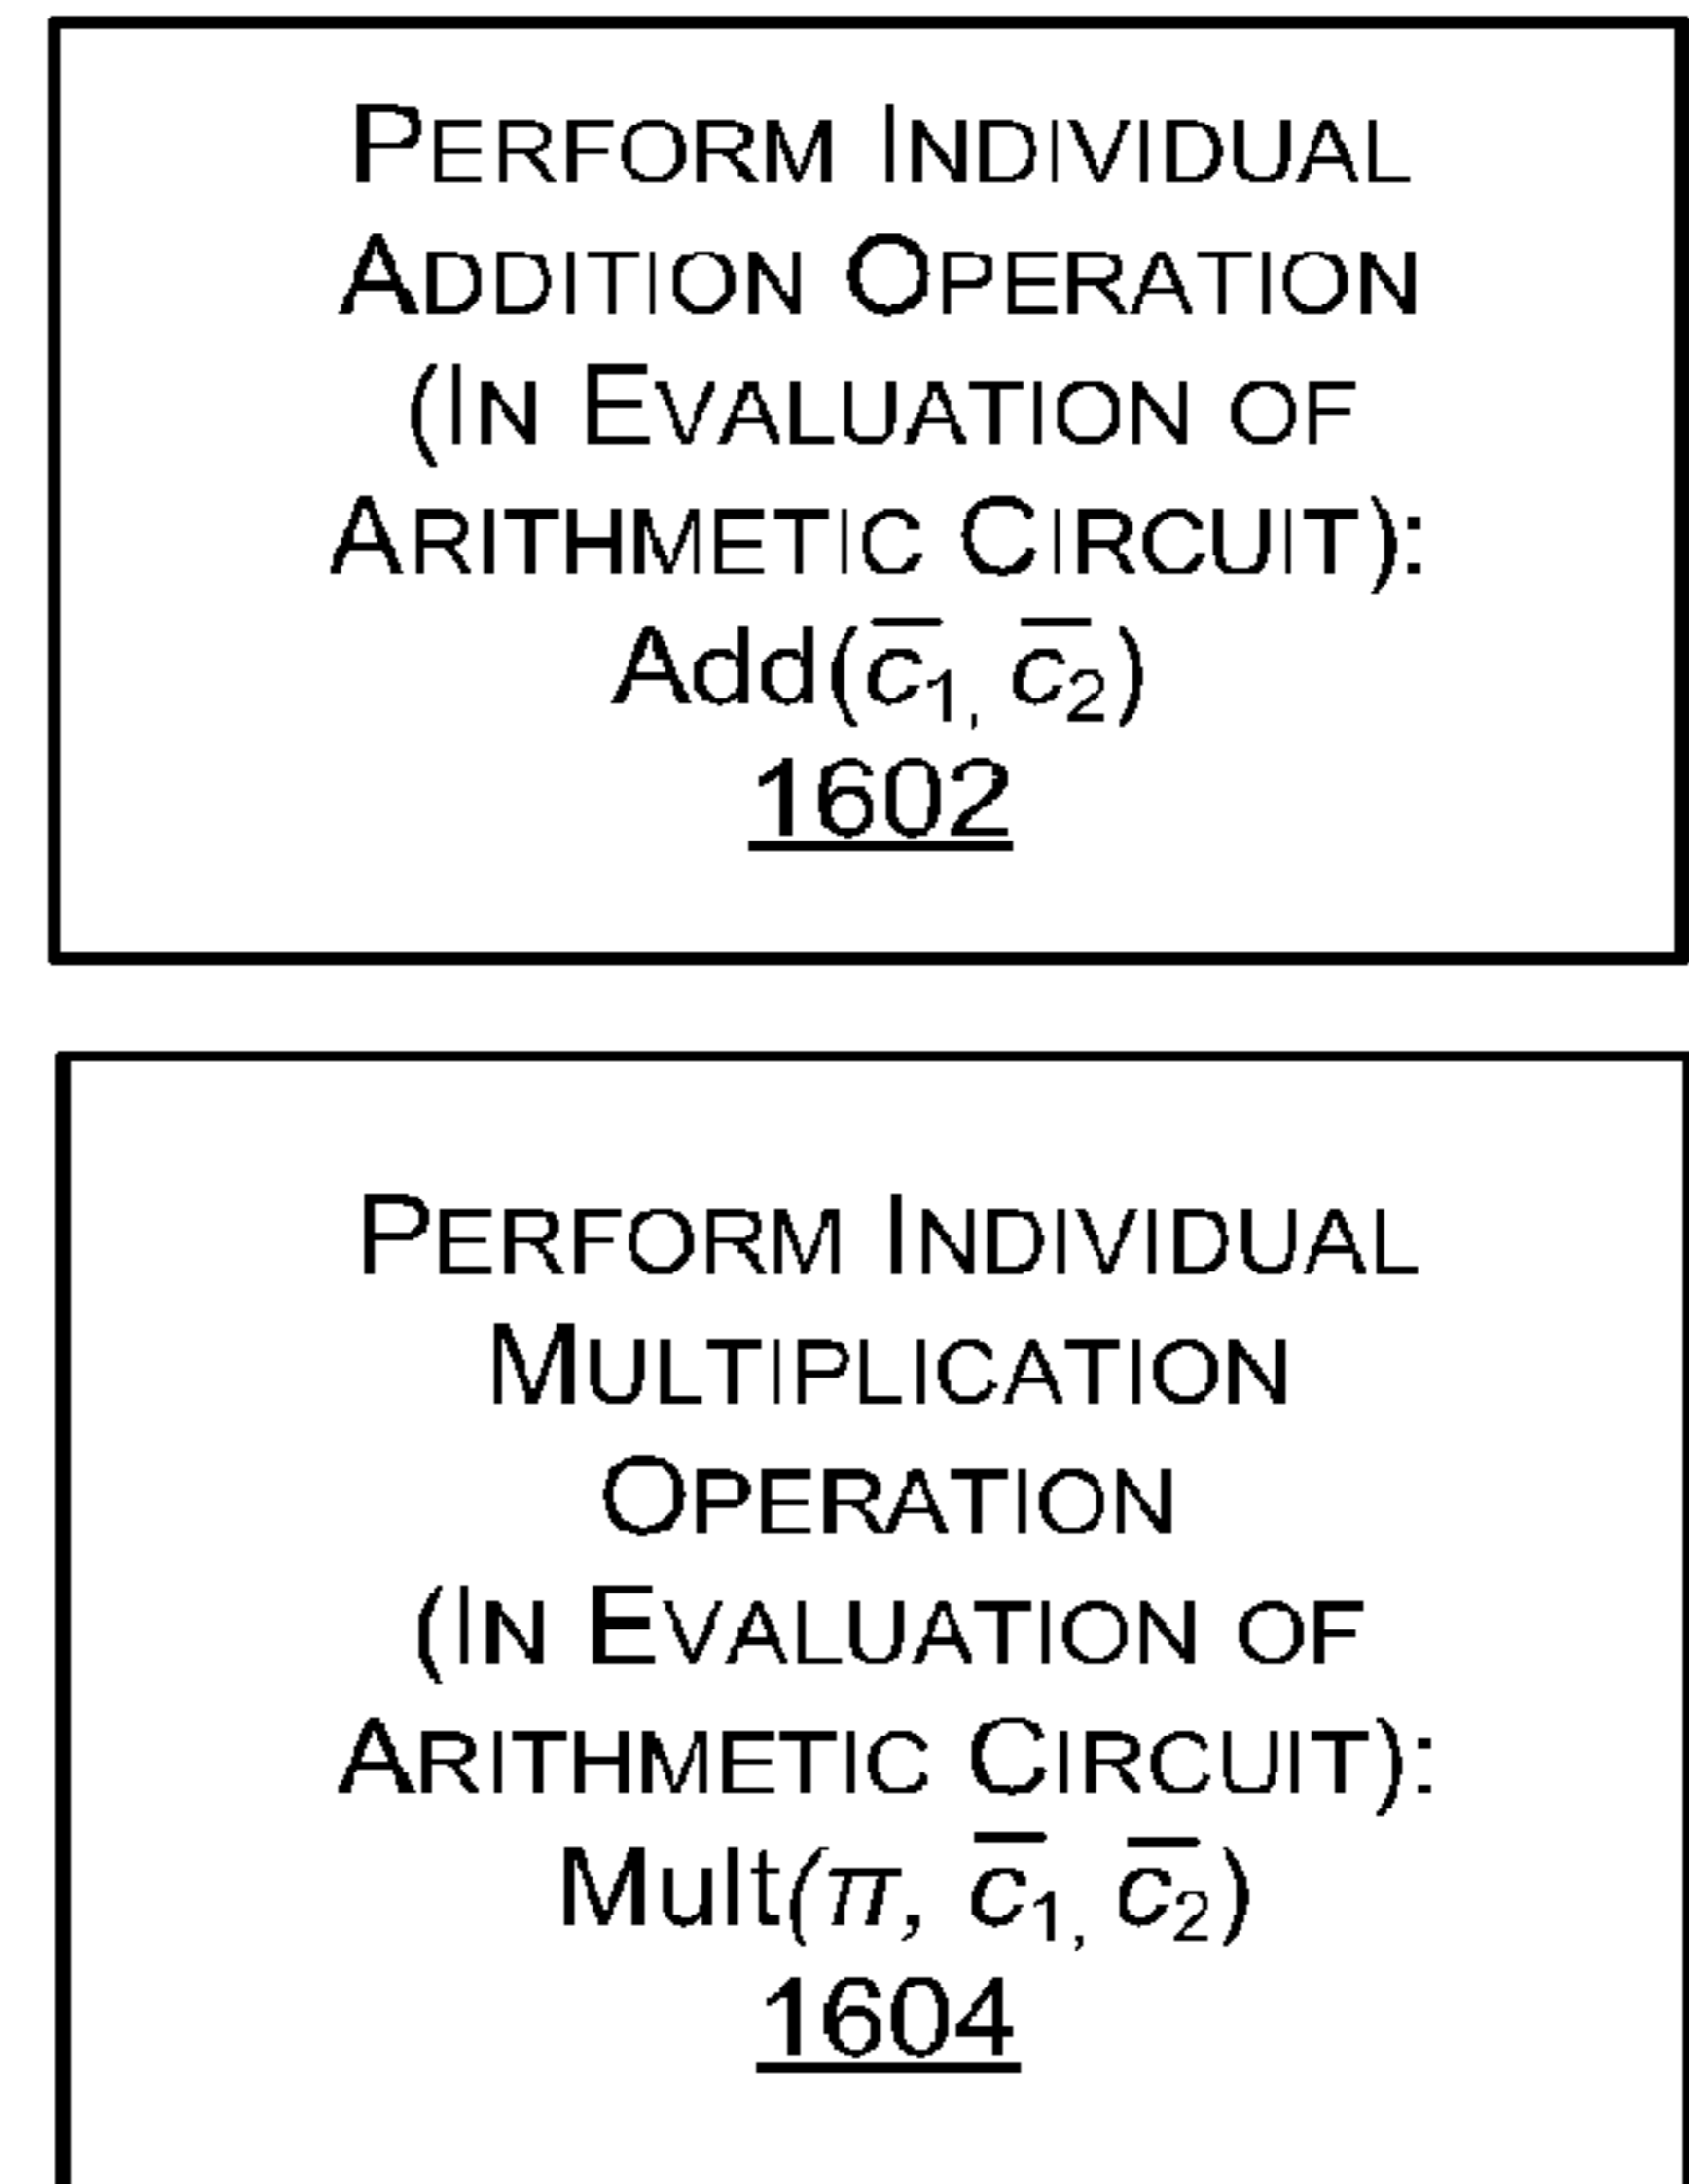 PERFORM INDIVIDUAL
ADDITION OPERATION
(IN EVALUATION OF
ARITHMETIC CIRCUIT):
Add(c̅₁, c̅₂)
1602
PERFORM INDIVIDUAL
MULTIPLICATION
OPERATION
(IN EVALUATION OF
ARITHMETIC CIRCUIT):
Mult(π, c̅₁, c̅₂)
1604